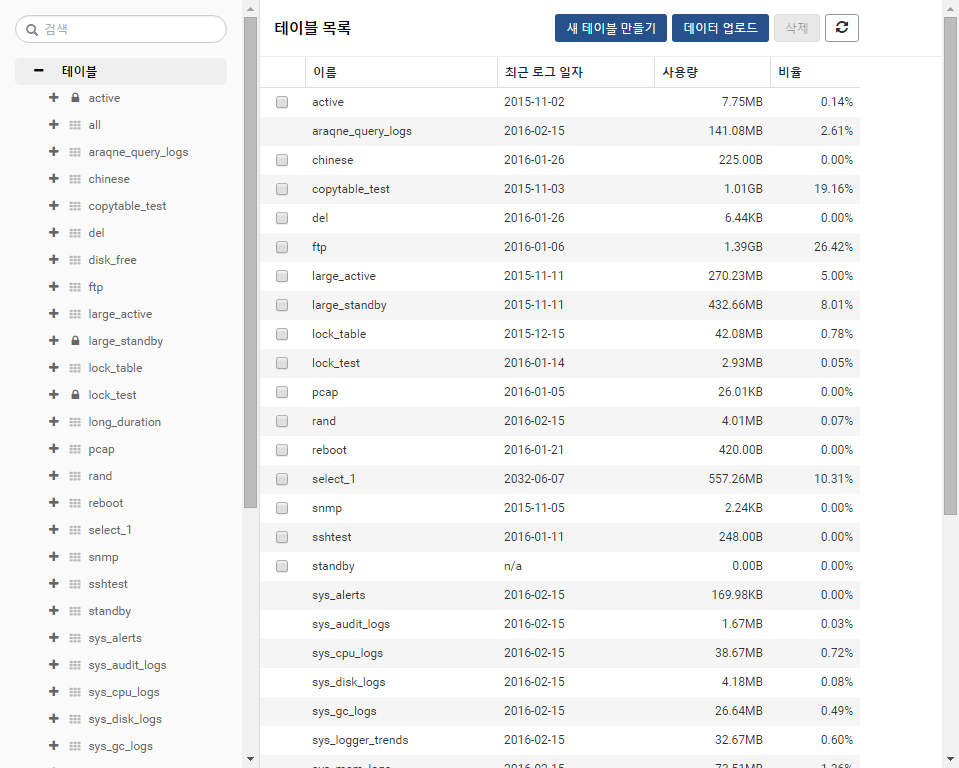 검색
테이블
active
all
araqne_query_logs
chinese
copytable_test
del
disk_free
ftp
large_active
large_standby
lock_table
lock_test
long_duration
pcap
rand
reboot
select_1
snmp
sshtest
standby
sys_alerts
sys_audit_logs
sys_cpu_logs
sys_disk_logs
sys_gc_logs
테이블 목록 새 테이블 만들기 데이터 업로드 삭제
이름 최근 로그 일자 사용량 비율
active 2015-11-02 7.75MB 0.14%
araqne_query_logs 2016-02-15 141.08MB 2.61%
chinese 2016-01-26 225.00B 0.00%
copytable_test 2015-11-03 1.01GB 19.16%
del 2016-01-26 6.44KB 0.00%
ftp 2016-01-06 1.39GB 26.42%
large_active 2015-11-11 270.23MB 5.00%
large_standby 2015-11-11 432.66MB 8.01%
lock_table 2015-12-15 42.08MB 0.78%
lock_test 2016-01-14 2.93MB 0.05%
pcap 2016-01-05 26.01KB 0.00%
rand 2016-02-15 4.01MB 0.07%
reboot 2016-01-21 420.00B 0.00%
select_1 2032-06-07 557.26MB 10.31%
snmp 2015-11-05 2.24KB 0.00%
sshtest 2016-01-11 248.00B 0.00%
standby n/a 0.00B 0.00%
sys_alerts 2016-02-15 169.98KB 0.00%
sys_audit_logs 2016-02-15 1.67MB 0.03%
sys_cpu_logs 2016-02-15 38.67MB 0.72%
sys_disk_logs 2016-02-15 4.18MB 0.08%
sys_gc_logs 2016-02-15 26.64MB 0.49%
sys_logger_trends 2016-02-15 32.67MB 0.60%